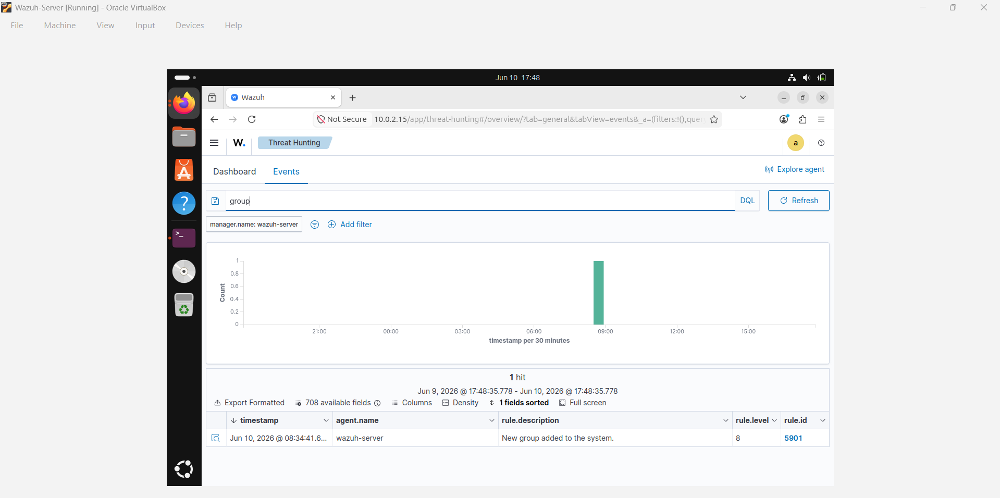 Wazuh-Server [Running] - Oracle VirtualBox
File Machine View Input Devices Help
Jun 10 17:48
Wazuh
Not Secure 10.0.2.15/app/threat-hunting#/overview/?tab=general&tabView=events&_a=(filters:!(),quer
W. Threat Hunting a
Dashboard Events Explore agent
group DQL Refresh
manager.name: wazuh-server Add filter
1
0.8
0.6
0.4
0.2
0
Count
21:00 00:00 03:00 06:00 09:00 12:00 15:00
timestamp per 30 minutes
1 hit
Jun 9, 2026 @ 17:48:35.778 - Jun 10, 2026 @ 17:48:35.778
Export Formatted 708 available fields Columns Density 1 fields sorted Full screen
timestamp agent.name rule.description rule.level rule.id
Jun 10, 2026 @ 08:34:41.6... wazuh-server New group added to the system. 8 5901